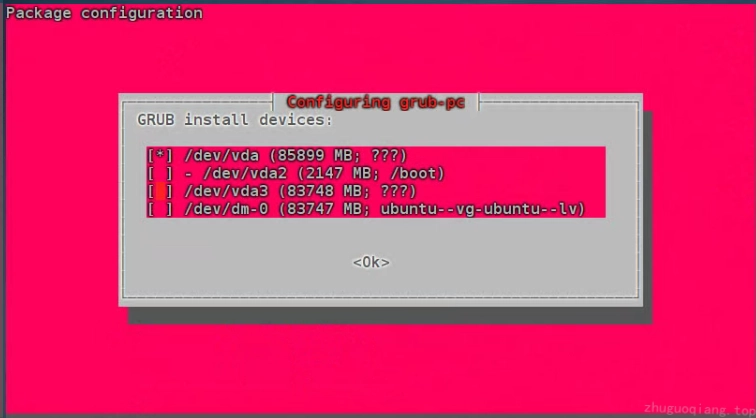 Package configuration
Configuring grub-pc
GRUB install devices:
[*] /dev/vda (85899 MB; ???)
[ ] - /dev/vda2 (2147 MB; /boot)
[ ] /dev/vda3 (83748 MB; ???)
[ ] /dev/dm-0 (83747 MB; ubuntu--vg-ubuntu--lv)
<Ok>
zhuguoqiang.top